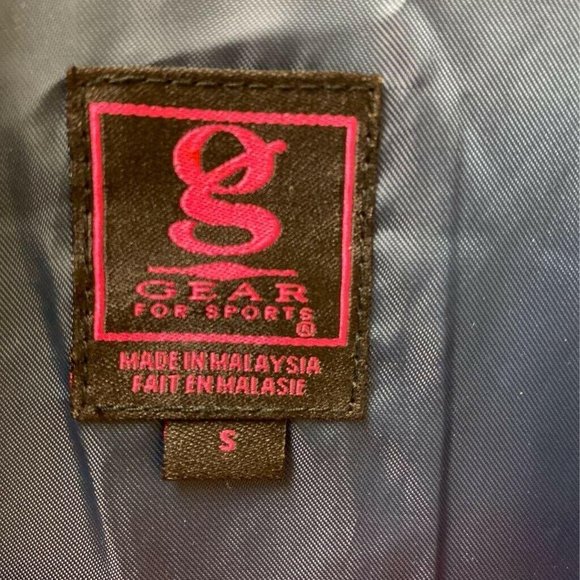 g
GEAR
FOR SPORTS®
MADE IN MALAYSIA
FAIT EN MALASIE
S